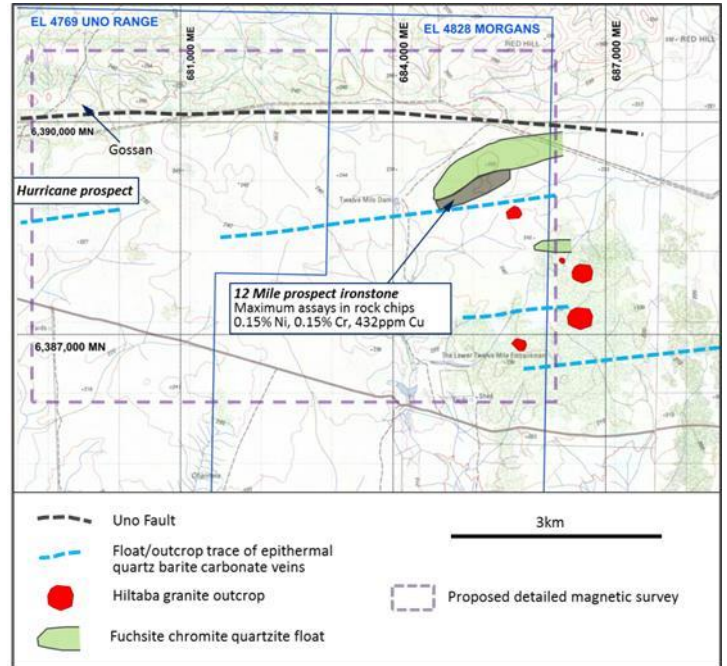 EL 4769 UNO RANGE
EL 4828 MORGANS
RED HILL
681,000 ME
684,000 ME
687,000 ME
6,390,000 MN
Gossan
Hurricane prospect
Twelve Mile Dam
12 Mile prospect ironstone
Maximum assays in rock chips
0.15% Ni, 0.15% Cr, 432ppm Cu
6,387,000 MN
The Lower Twelve Mile
Uno Fault
3km
Float/outcrop trace of epithermal
quartz barite carbonate veins
Hiltaba granite outcrop
Proposed detailed magnetic survey
Fuchsite chromite quartzite float